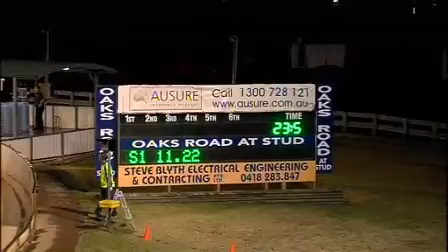 AUSURE Call 1300 728 121
www.ausure.com.au
1ST 2ND 3RD 4TH 5TH 6TH TIME
23:5
OAKS ROAD AT STUD
S1 11.22
STEVE BLYTH ELECTRICAL ENGINEERING
& CONTRACTING PTY LTD 0418 283.847
OAKS ROAD
OAKS ROAD AT STUD